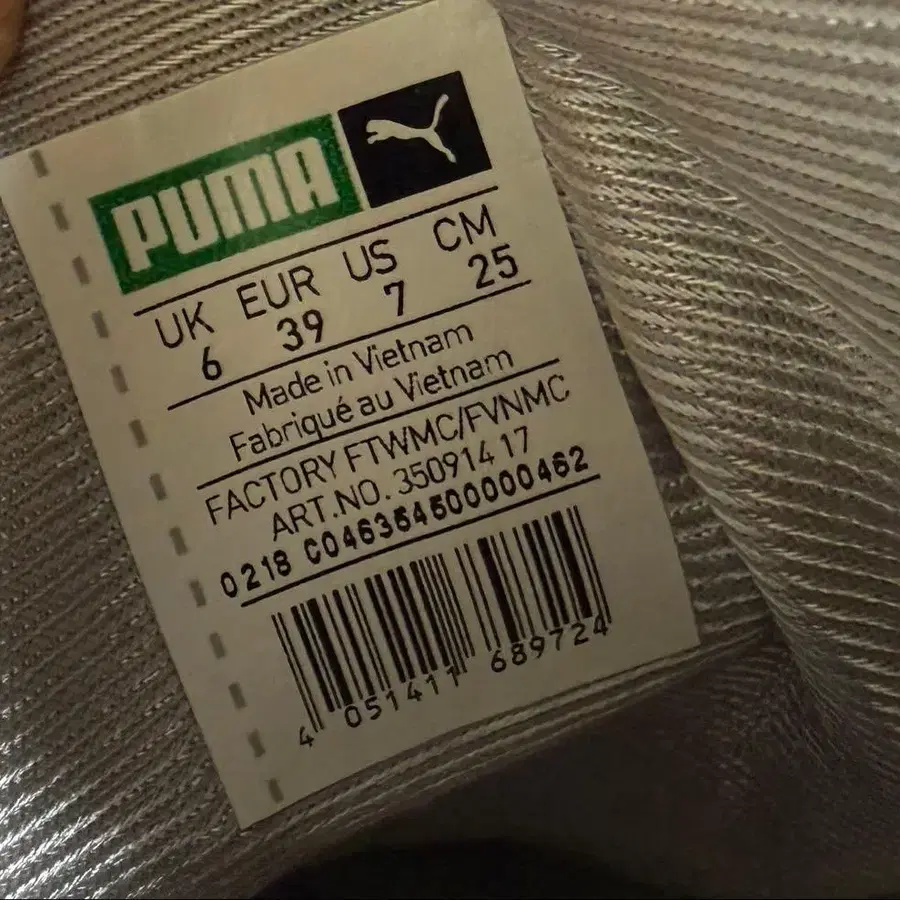 PUMA
UK EUR US CM
6 39 7 25
Made in Vietnam
Fabriqué au Vietnam
FACTORY FTWMC/FVNMC
ART.NO. 350914 17
0218 C046364600000462
4 051411 689724